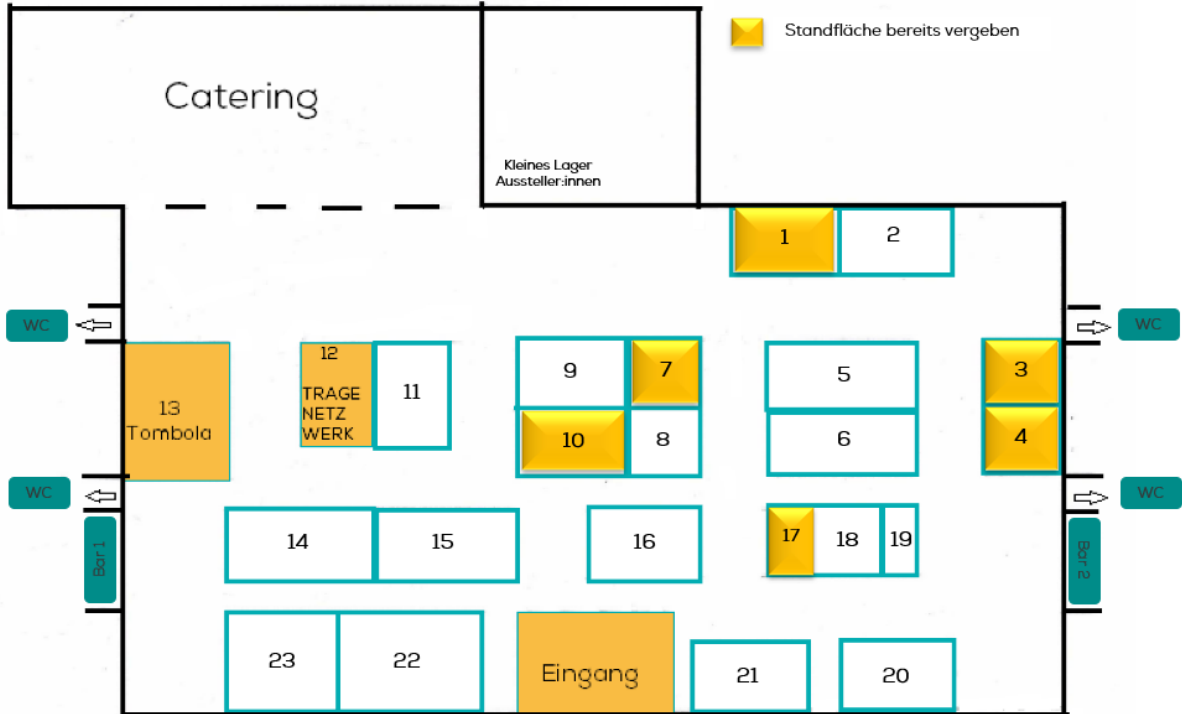 Standfläche bereits vergeben
Catering
Kleines Lager
Aussteller:innen
1
2
WC
WC
13
Tombola
12
TRAGE
NETZ
WERK
11
9
7
10
8
5
6
3
4
WC
WC
Bar 1
14
15
16
17
18
19
Bar 2
23
22
Eingang
21
20